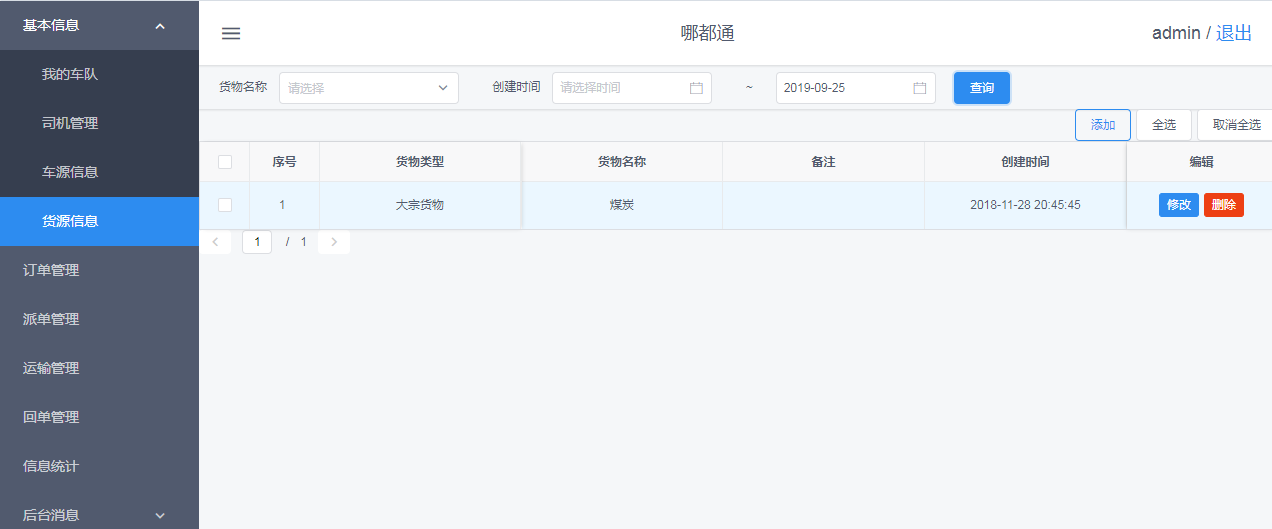 基本信息
我的车队
司机管理
车源信息
货源信息
订单管理
派单管理
运输管理
回单管理
信息统计
后台消息
哪都通
admin / 退出
货物名称 请选择 创建时间 请选择时间 ~ 2019-09-25 查询
添加 全选 取消全选
序号 货物类型 货物名称 备注 创建时间 编辑
1 大宗货物 煤炭 2018-11-28 20:45:45 修改 删除
1 / 1